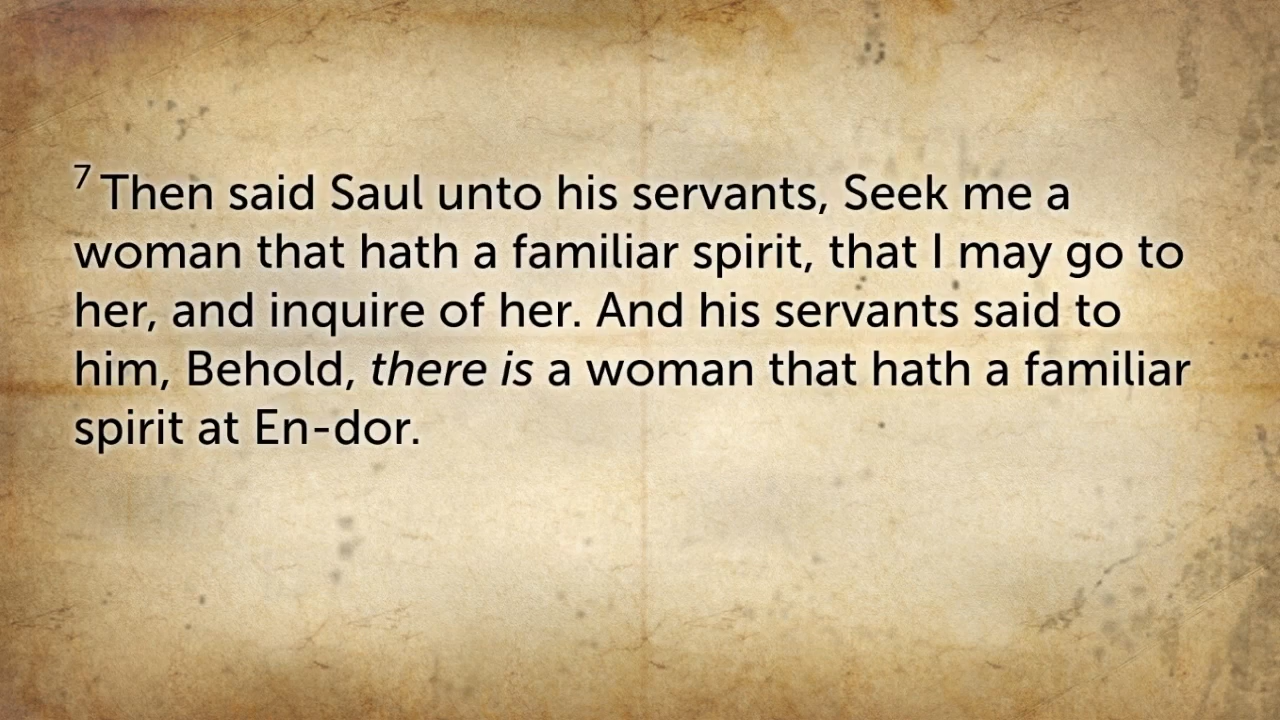 7 Then said Saul unto his servants, Seek me a
woman that hath a familiar spirit, that I may go to
her, and inquire of her. And his servants said to
him, Behold, there is a woman that hath a familiar
spirit at En-dor.